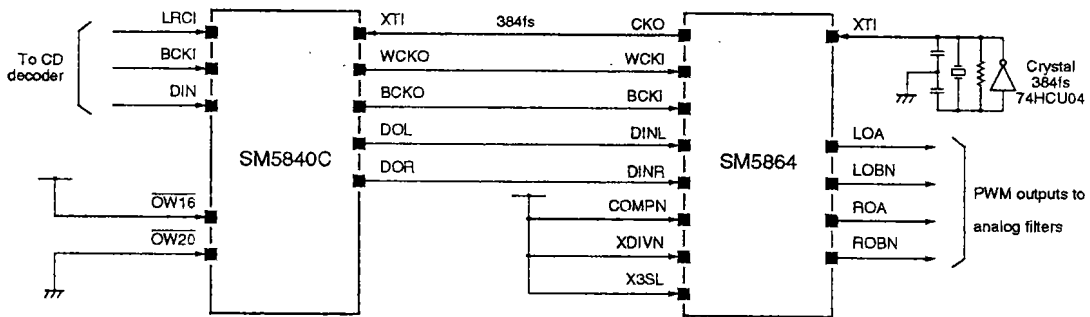 LRCI
To CD
decoder
BCKI
DIN
OW16
OW20
SM5840C
XTI
WCKO
BCKO
DOL
DOR
384fs
CKO
WCKI
BCKI
DINL
DINR
COMPN
XDIVN
X3SL
SM5864
XTI
Crystal
384fs
74HCU04
LOA
LOBN
ROA
ROBN
PWM outputs to
analog filters